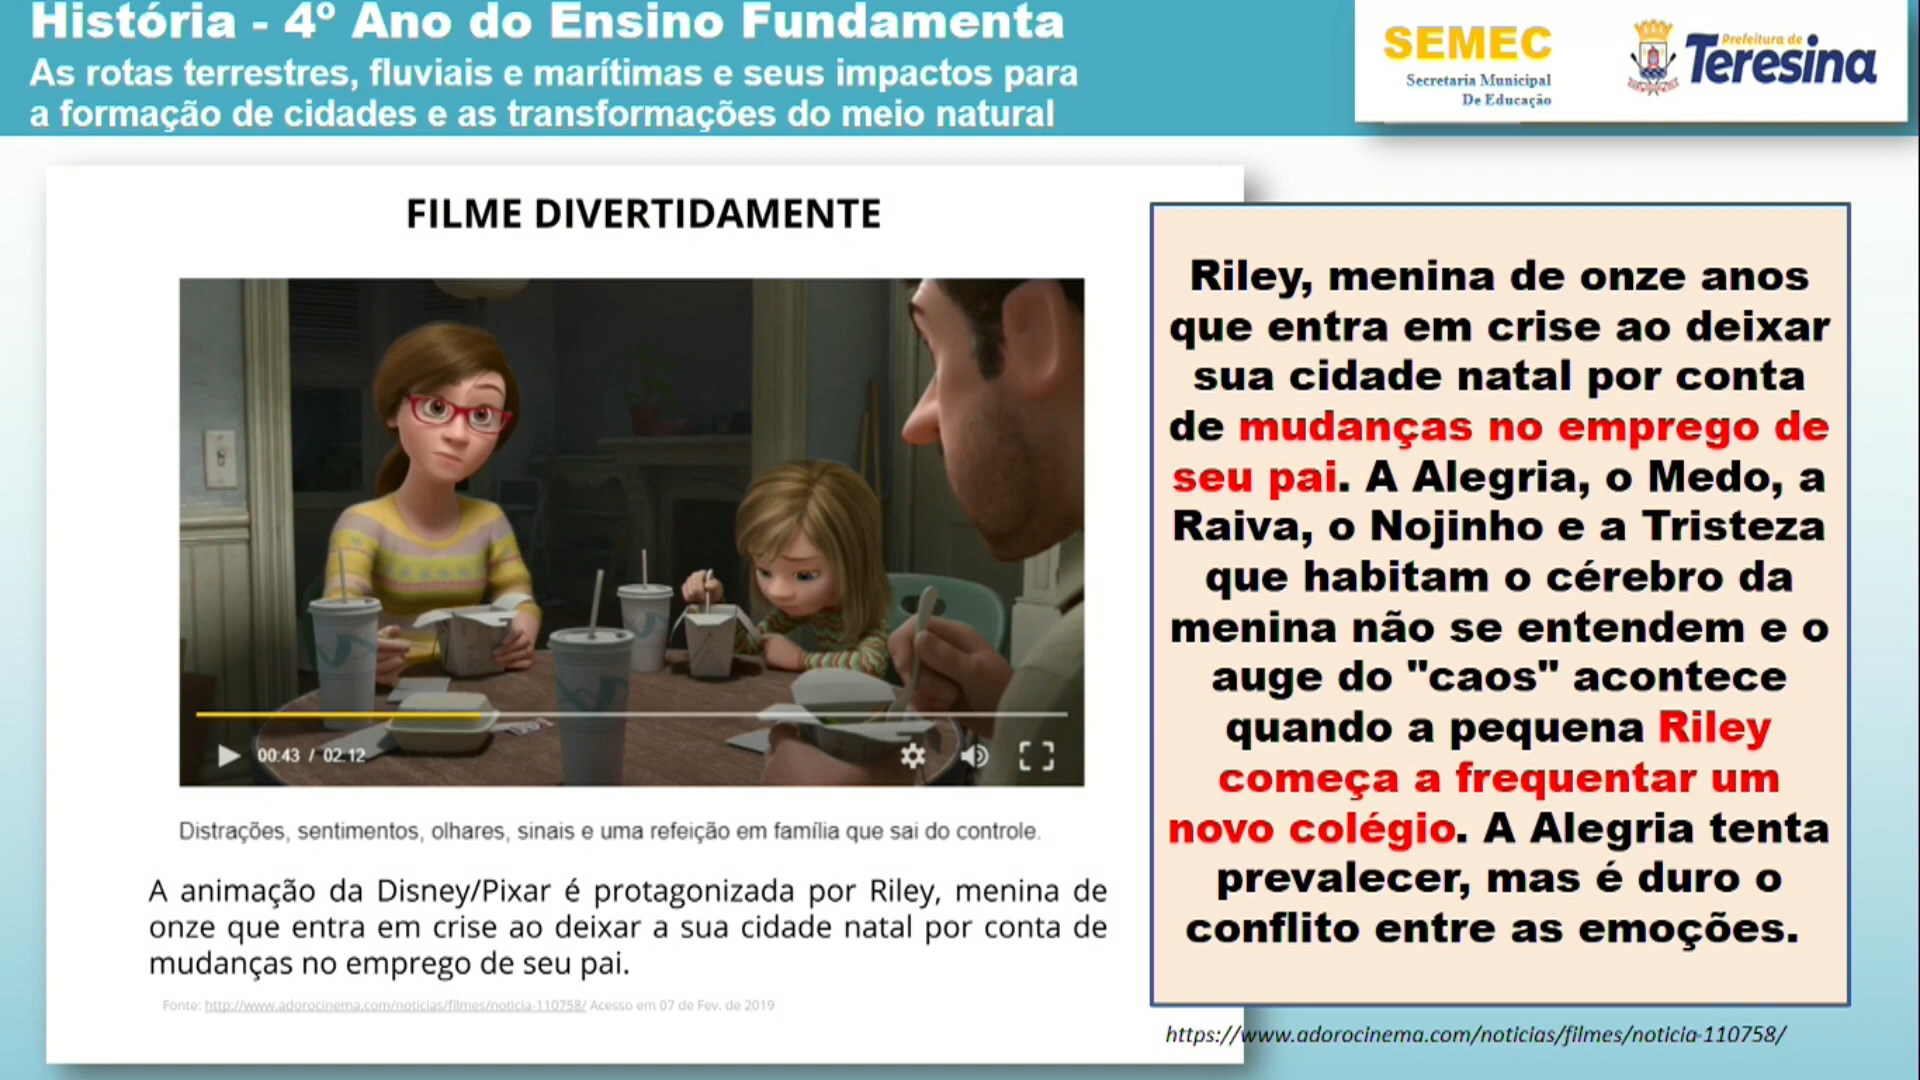 História - 4º Ano do Ensino Fundamenta
As rotas terrestres, fluviais e marítimas e seus impactos para
a formação de cidades e as transformações do meio natural
SEMEC
Secretaria Municipal
De Educação
Prefeitura de
Teresina
FILME DIVERTIDAMENTE
00:43 / 02:12
Distrações, sentimentos, olhares, sinais e uma refeição em família que sai do controle.
A animação da Disney/Pixar é protagonizada por Riley, menina de
onze que entra em crise ao deixar a sua cidade natal por conta de
mudanças no emprego de seu pai.
Fonte: http://www.adorocinema.com/noticias/filmes/noticia-110758/ Acesso em 07 de Fev. de 2019
Riley, menina de onze anos
que entra em crise ao deixar
sua cidade natal por conta
de mudanças no emprego de
seu pai. A Alegria, o Medo, a
Raiva, o Nojinho e a Tristeza
que habitam o cérebro da
menina não se entendem e o
auge do "caos" acontece
quando a pequena Riley
começa a frequentar um
novo colégio. A Alegria tenta
prevalecer, mas é duro o
conflito entre as emoções.
https://www.adorocinema.com/noticias/filmes/noticia-110758/